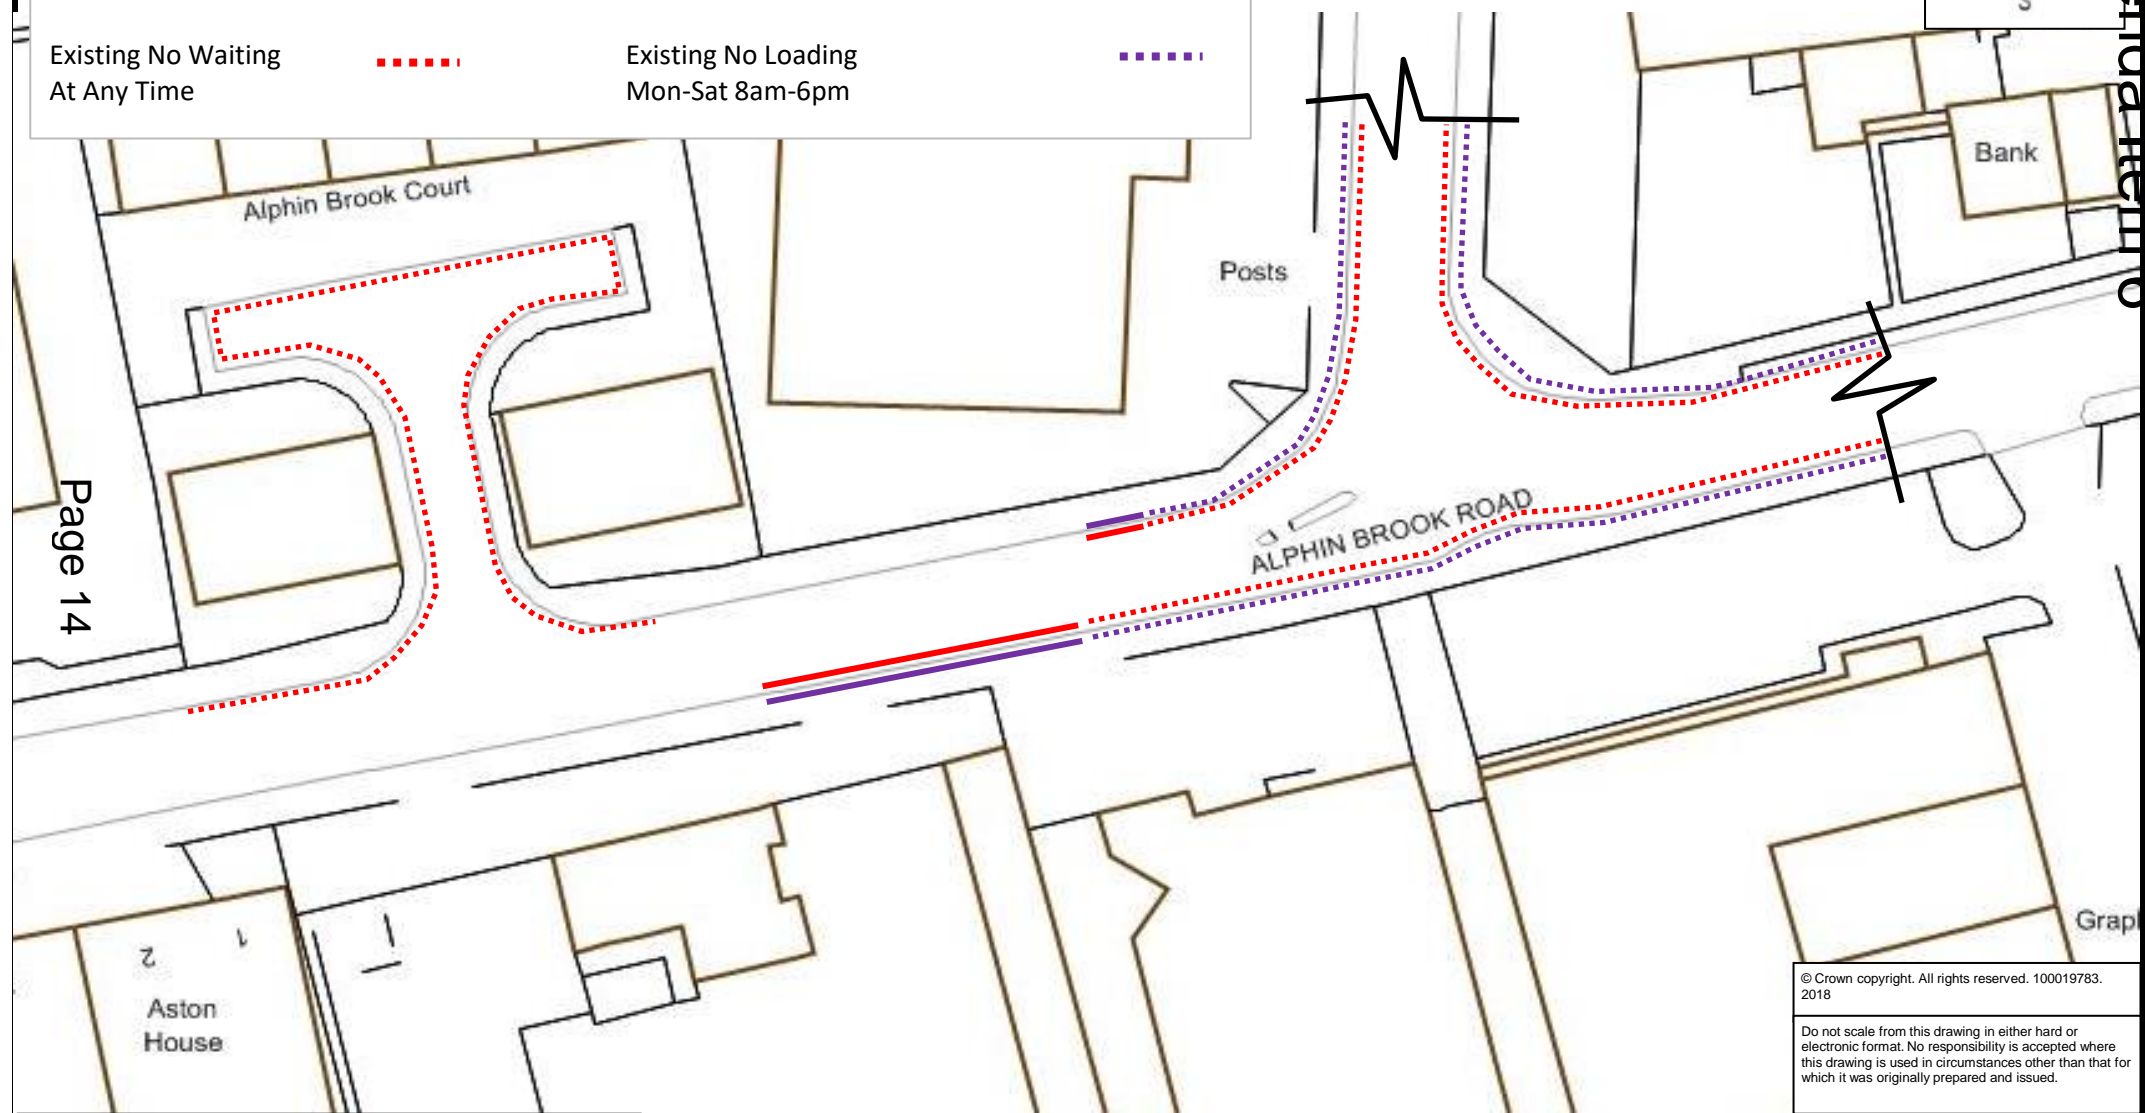 Existing No Waiting
At Any Time
Existing No Loading
Mon-Sat 8am-6pm
Alphin Brook Court
Posts
Bank
ALPHIN BROOK ROAD
Page 14
2
1
Aston
House
© Crown copyright. All rights reserved. 100019783.
2018
Do not scale from this drawing in either hard or
electronic format. No responsibility is accepted where
this drawing is used in circumstances other than that for
which it was originally prepared and issued.